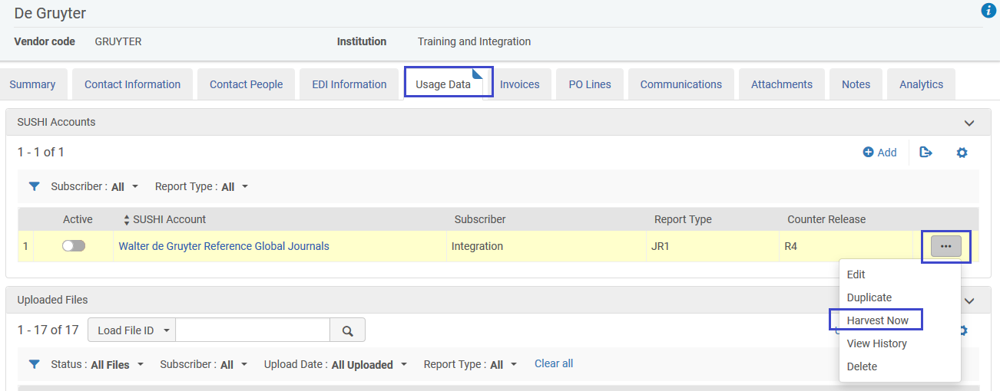 De Gruyter
Vendor code GRUYTER Institution Training and Integration
Summary Contact Information Contact People EDI Information Usage Data Invoices PO Lines Communications Attachments Notes Analytics
SUSHI Accounts
1 - 1 of 1 Add
Subscriber : All Report Type : All
Active SUSHI Account Subscriber Report Type Counter Release
1 Walter de Gruyter Reference Global Journals Integration JR1 R4 ...
Edit
Duplicate
Harvest Now
View History
Delete
Uploaded Files
1 - 17 of 17 Load File ID
Status : All Files Subscriber : All Upload Date : All Uploaded Report Type : All Clear all